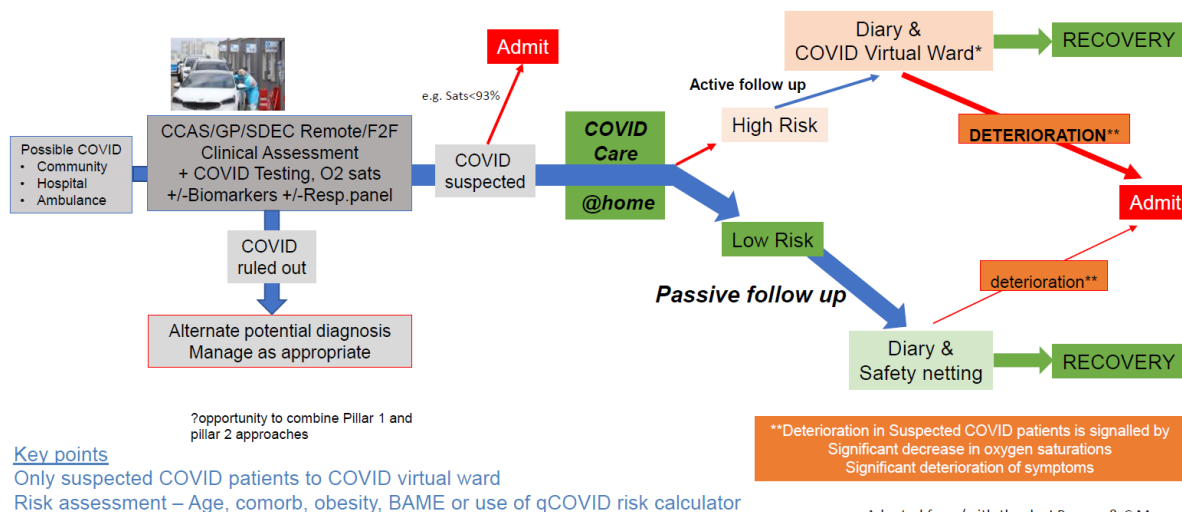 Possible COVID
• Community
• Hospital
• Ambulance
CCAS/GP/SDEC Remote/F2F
Clinical Assessment
+ COVID Testing, O2 sats
+/-Biomarkers +/-Resp.panel
COVID
ruled out
Alternate potential diagnosis
Manage as appropriate
COVID
suspected
e.g. Sats<93%
Admit
COVID
Care
@home
High Risk
Active follow up
Diary &
COVID Virtual Ward*
RECOVERY
DETERIORATION**
Admit
Low Risk
Passive follow up
Diary &
Safety netting
deterioration**
RECOVERY
?opportunity to combine Pillar 1 and
pillar 2 approaches
**Deterioration in Suspected COVID patients is signalled by
Significant decrease in oxygen saturations
Significant deterioration of symptoms
Key points
Only suspected COVID patients to COVID virtual ward
Risk assessment – Age, comorb, obesity, BAME or use of qCOVID risk calculator